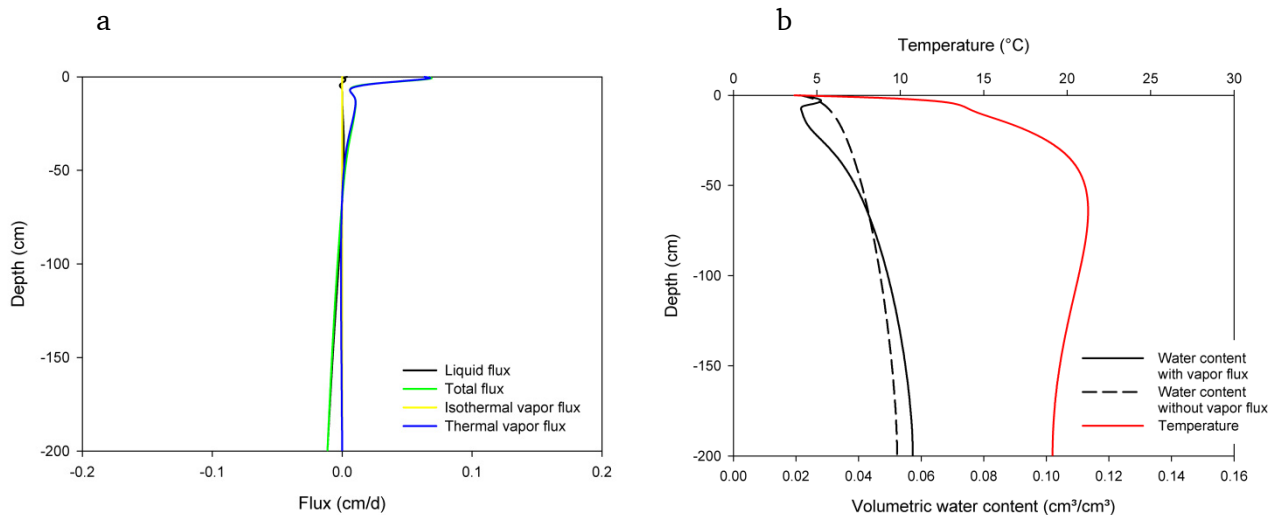 a
0
-50
-100
-150
-200
Depth (cm)
-0.2
-0.1
0.0
0.1
0.2
Flux (cm/d)
Liquid flux
Total flux
Isothermal vapor flux
Thermal vapor flux
b
Temperature (°C)
0
5
10
15
20
25
30
0
-50
-100
-150
-200
Depth (cm)
Water content
with vapor flux
Water content
without vapor flux
Temperature
0.00
0.02
0.04
0.06
0.08
0.10
0.12
0.14
0.16
Volumetric water content (cm³/cm³)